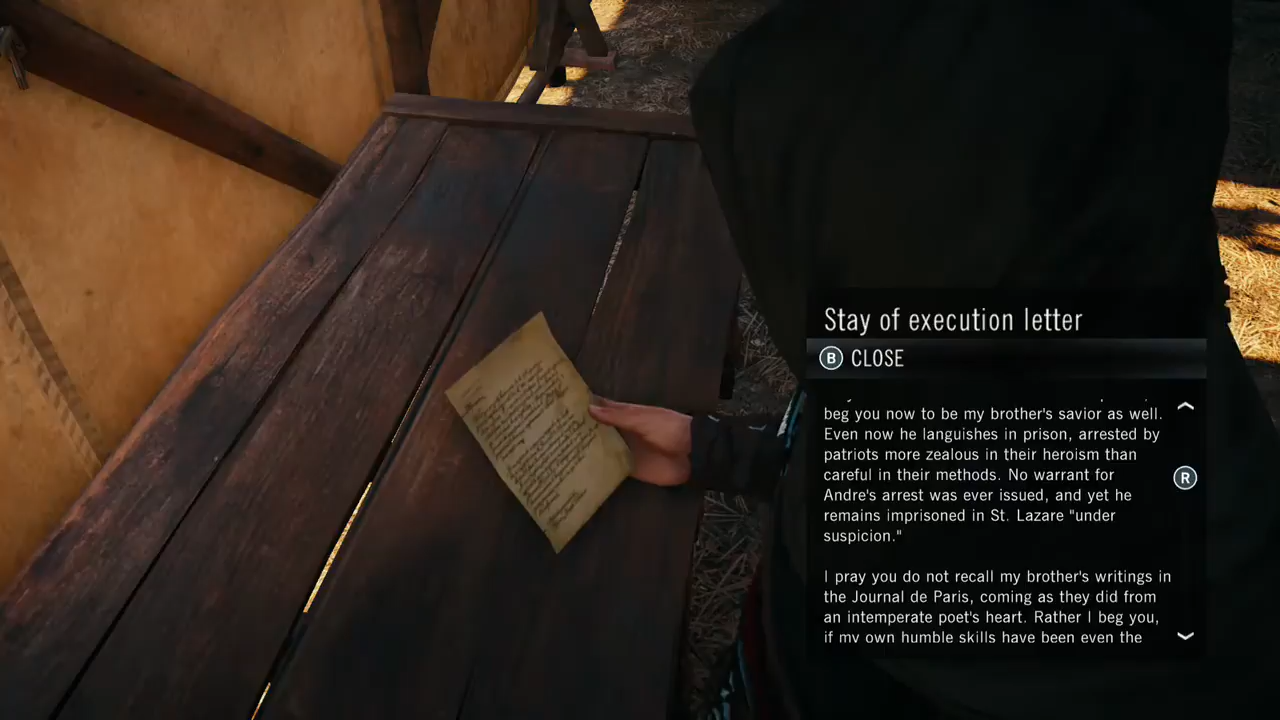 Stay of execution letter
B CLOSE
beg you now to be my brother's savior as well.
Even now he languishes in prison, arrested by
patriots more zealous in their heroism than
careful in their methods. No warrant for
Andre's arrest was ever issued, and yet he
R
remains imprisoned in St. Lazare "under
suspicion."
I pray you do not recall my brother's writings in
the Journal de Paris, coming as they did from
an intemperate poet's heart. Rather I beg you,
if my own humble skills have been even the